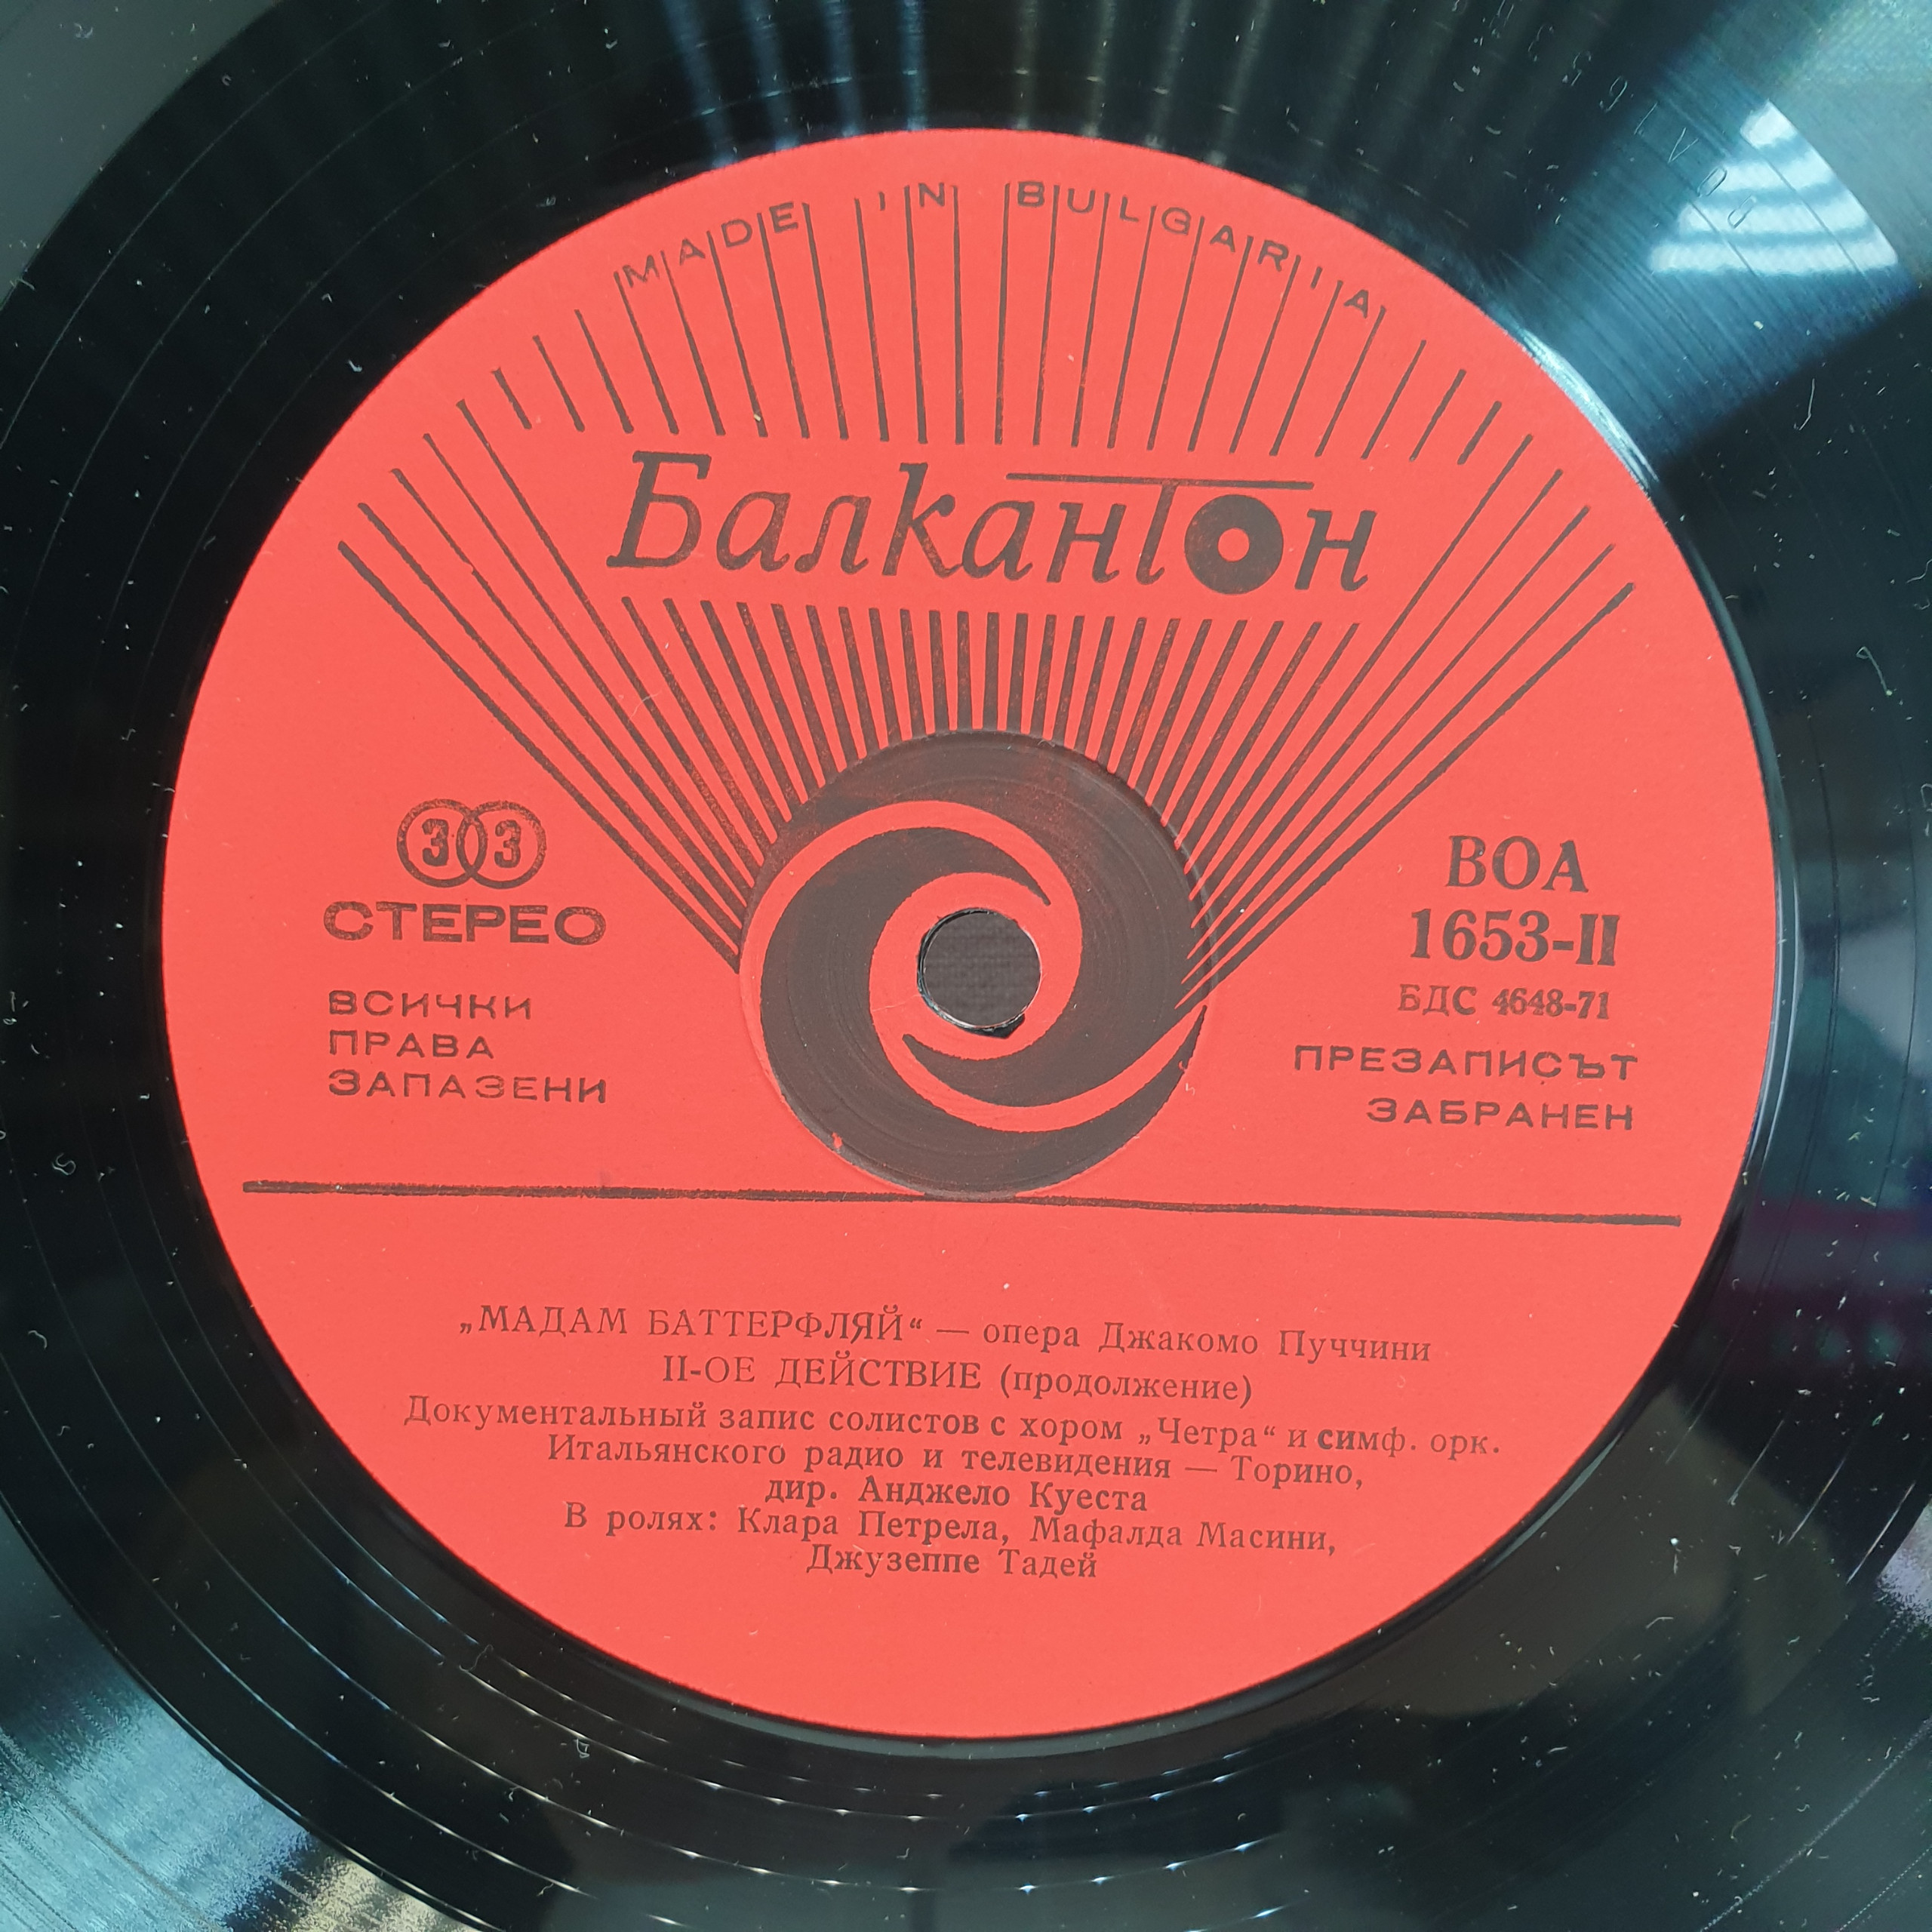 MADE IN BULGARIA
Балкантон
33
СТЕРЕО
ВСИЧКИ
ПРАВА
ЗАПАЗЕНИ
ВОА
1653-II
БДС 4648-71
ПРЕЗАПИСЪТ
ЗАБРАНЕН
„МАДАМ БАТТЕРФЛЯЙ“ — опера Джакомо Пуччини
II-ОЕ ДЕЙСТВИЕ (продолжение)
Документальный запис солистов с хором „Четра“ и симф. орк.
Итальянского радио и телевидения — Торино,
дир. Анджело Куеста
В ролях: Клара Петрела, Мафалда Масини,
Джузеппе Тадей